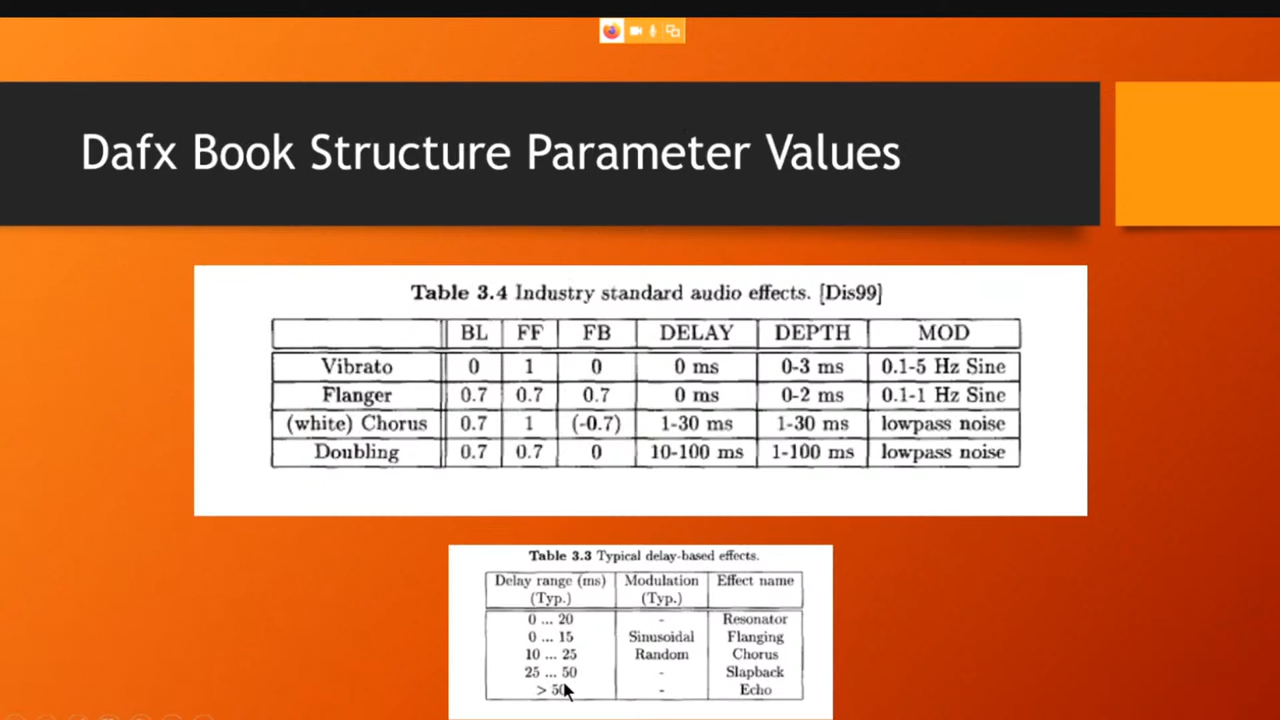 Dafx Book Structure Parameter Values
Table 3.4 Industry standard audio effects. [Dis99]
BL FF FB DELAY DEPTH MOD
Vibrato 0 1 0 0 ms 0-3 ms 0.1-5 Hz Sine
Flanger 0.7 0.7 0.7 0 ms 0-2 ms 0.1-1 Hz Sine
(white) Chorus 0.7 1 (-0.7) 1-30 ms 1-30 ms lowpass noise
Doubling 0.7 0.7 0 10-100 ms 1-100 ms lowpass noise
Table 3.3 Typical delay-based effects.
Delay range (ms) Modulation Effect name
(Typ.) (Typ.)
0 ... 20 - Resonator
0 ... 15 Sinusoidal Flanging
10 ... 25 Random Chorus
25 ... 50 - Slapback
> 50 - Echo